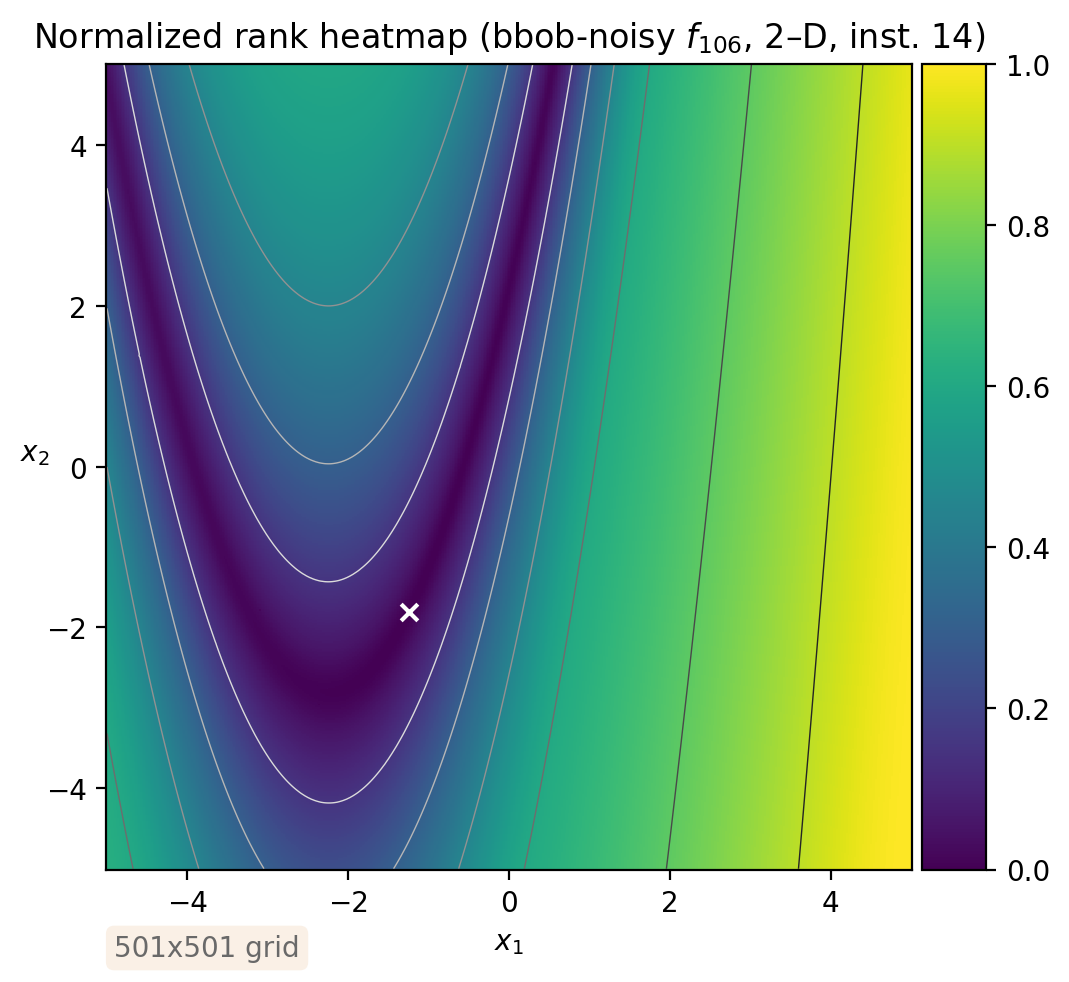 Normalized rank heatmap (bbob-noisy f₁₀₆, 2–D, inst. 14)
1.0
4
0.8
2
0.6
x₂
0
0.4
−2
0.2
−4
0.0
−4 −2 0 2 4
x₁
501x501 grid